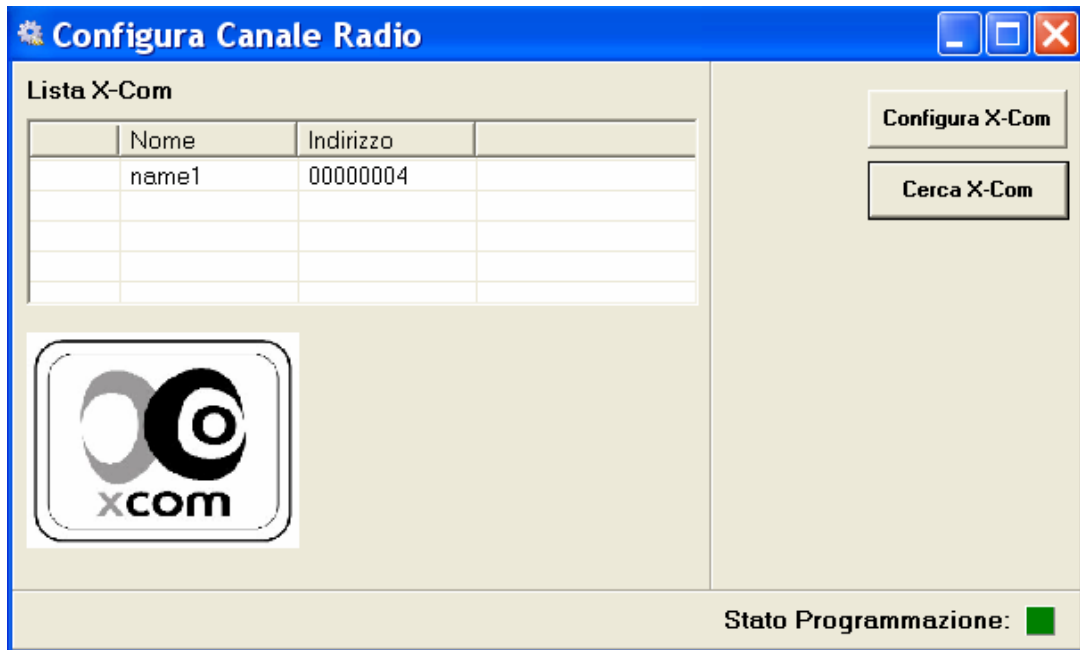 Configura Canale Radio
Lista X-Com
Nome Indirizzo
name1 00000004
Configura X-Com
Cerca X-Com
xcom
Stato Programmazione: